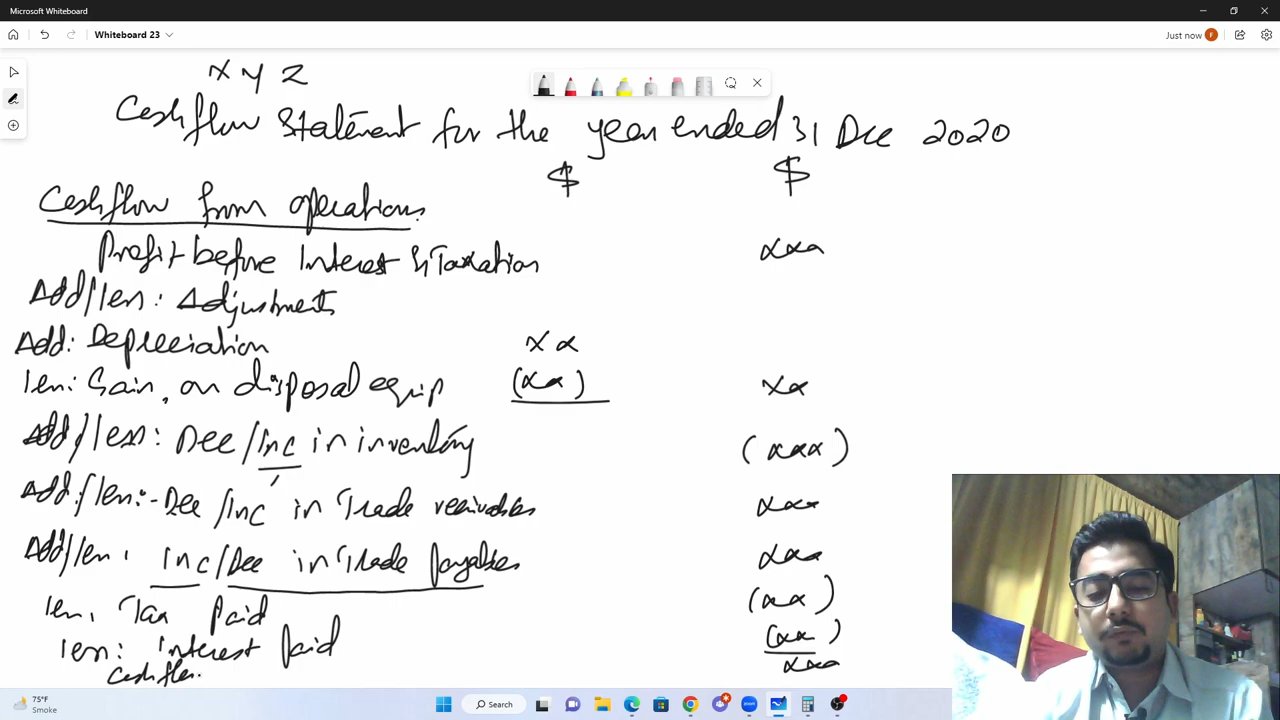 Microsoft Whiteboard
Whiteboard 23
Just now F
X Y Z
Cashflow Statement for the year ended 31 Dec 2020
$ $
Cashflow from operations
Profit before Interest & Taxation xxx
Add/less: Adjustments
Add: Depreciation xx
less: Gain on disposal equip (xx) xx
Add/less: Dec/Inc in inventory (xxx)
Add/less:- Dec/Inc in Trade receivables xxx
Add/less: Inc/Dec in Trade payables xxx
less: Tax paid (xx)
less: Interest paid (xx)
Cashflow xxx
75°F
Smoke
Search
zoom